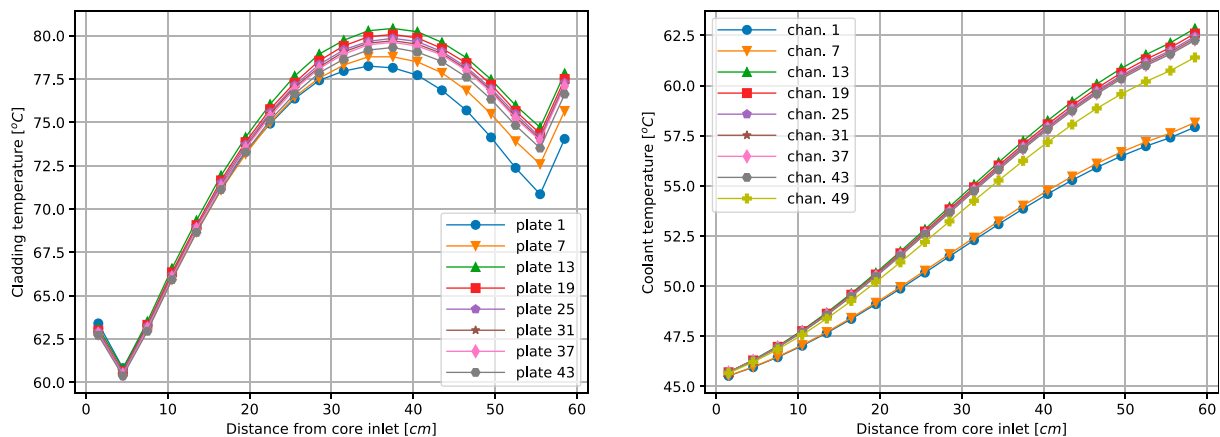 Cladding temperature [°C]
80.0
77.5
75.0
72.5
70.0
67.5
65.0
62.5
60.0
0 10 20 30 40 50 60
Distance from core inlet [cm]
plate 1
plate 7
plate 13
plate 19
plate 25
plate 31
plate 37
plate 43
Coolant temperature [°C]
62.5
60.0
57.5
55.0
52.5
50.0
47.5
45.0
0 10 20 30 40 50 60
Distance from core inlet [cm]
chan. 1
chan. 7
chan. 13
chan. 19
chan. 25
chan. 31
chan. 37
chan. 43
chan. 49